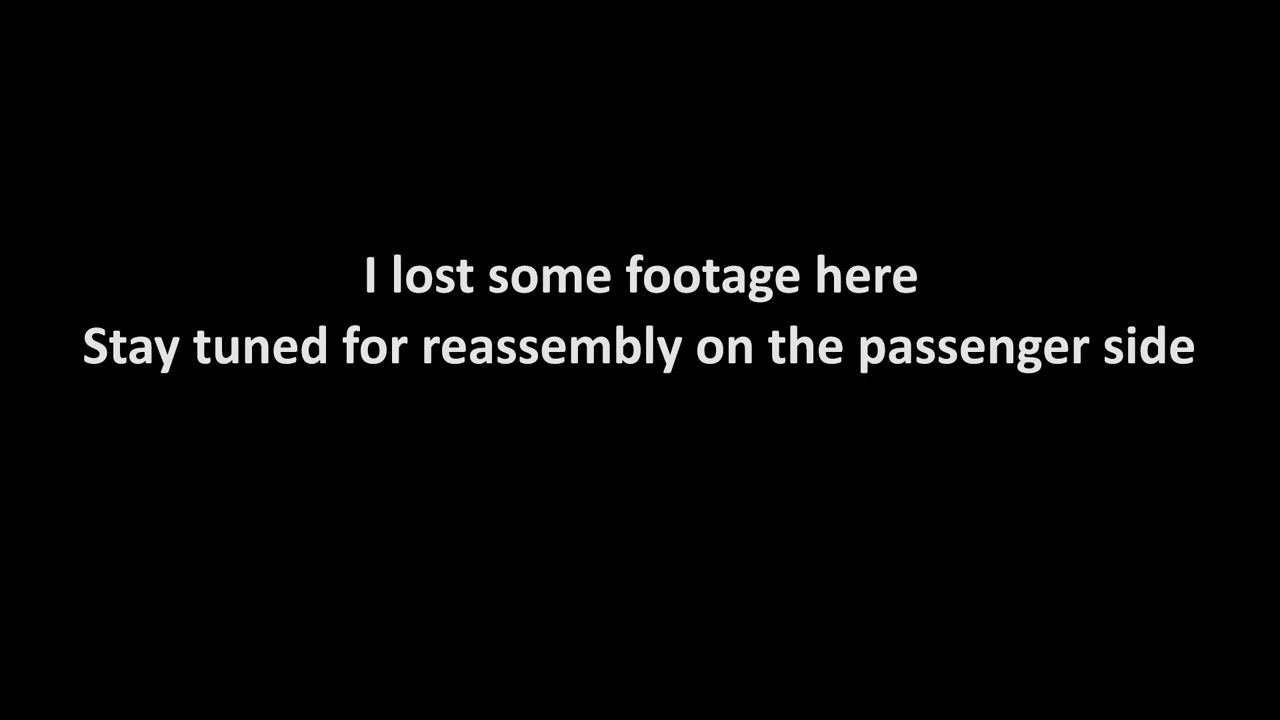 I lost some footage here
Stay tuned for reassembly on the passenger side